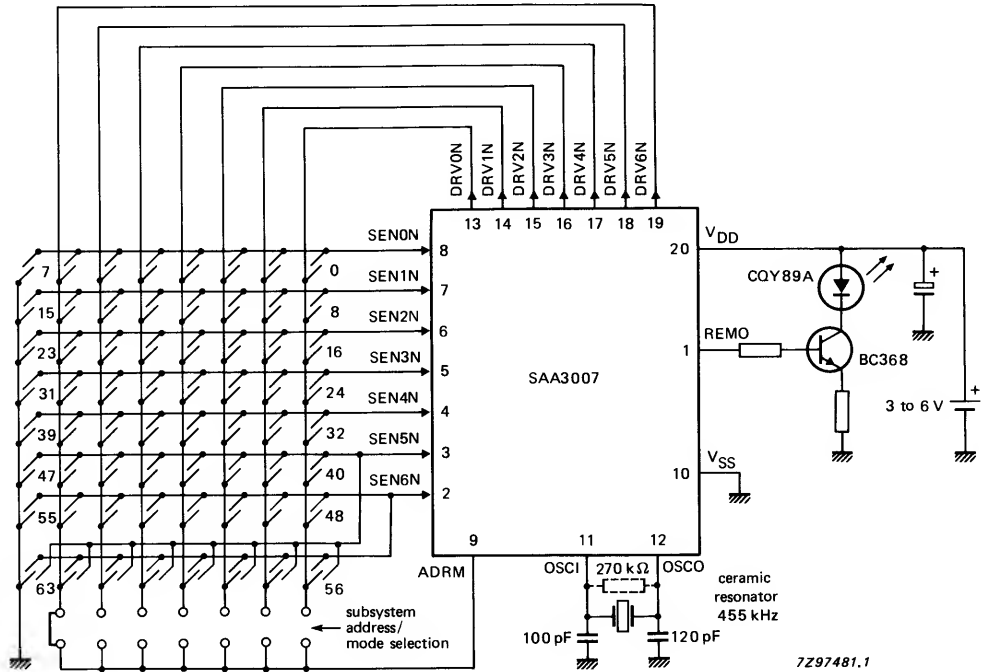 DRV0N
DRV1N
DRV2N
DRV3N
DRV4N
DRV5N
DRV6N
13 14 15 16 17 18 19
SEN0N 8
SEN1N 7
SEN2N 6
SEN3N 5
SEN4N 4
SEN5N 3
SEN6N 2
7 0
15 8
23 16
31 24
39 32
47 40
55 48
63 56
SAA3007
20 VDD
CQY89A
+
1 REMO
BC368
+
3 to 6 V
10 VSS
9
ADRM
11 12
OSCI 270 kΩ OSCO
ceramic
resonator
455 kHz
100 pF 120 pF
subsystem
address/
mode selection
7Z97481.1